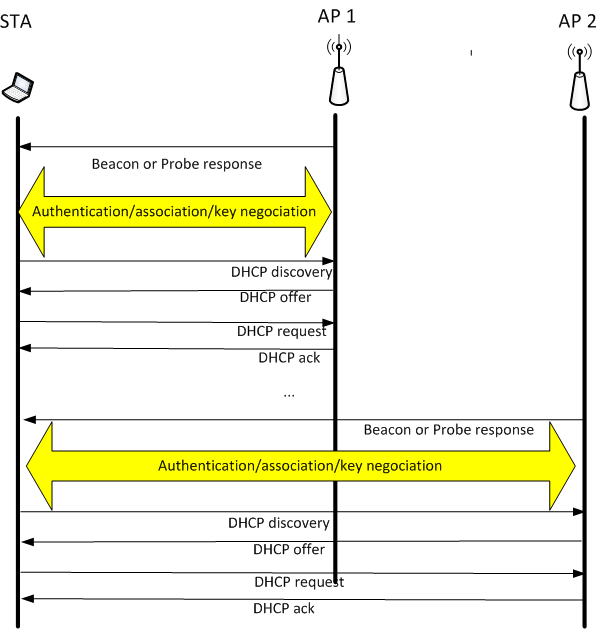 STA
AP 1
AP 2
Beacon or Probe response
Authentication/association/key negociation
DHCP discovery
DHCP offer
DHCP request
DHCP ack
...
Beacon or Probe response
Authentication/association/key negociation
DHCP discovery
DHCP offer
DHCP request
DHCP ack